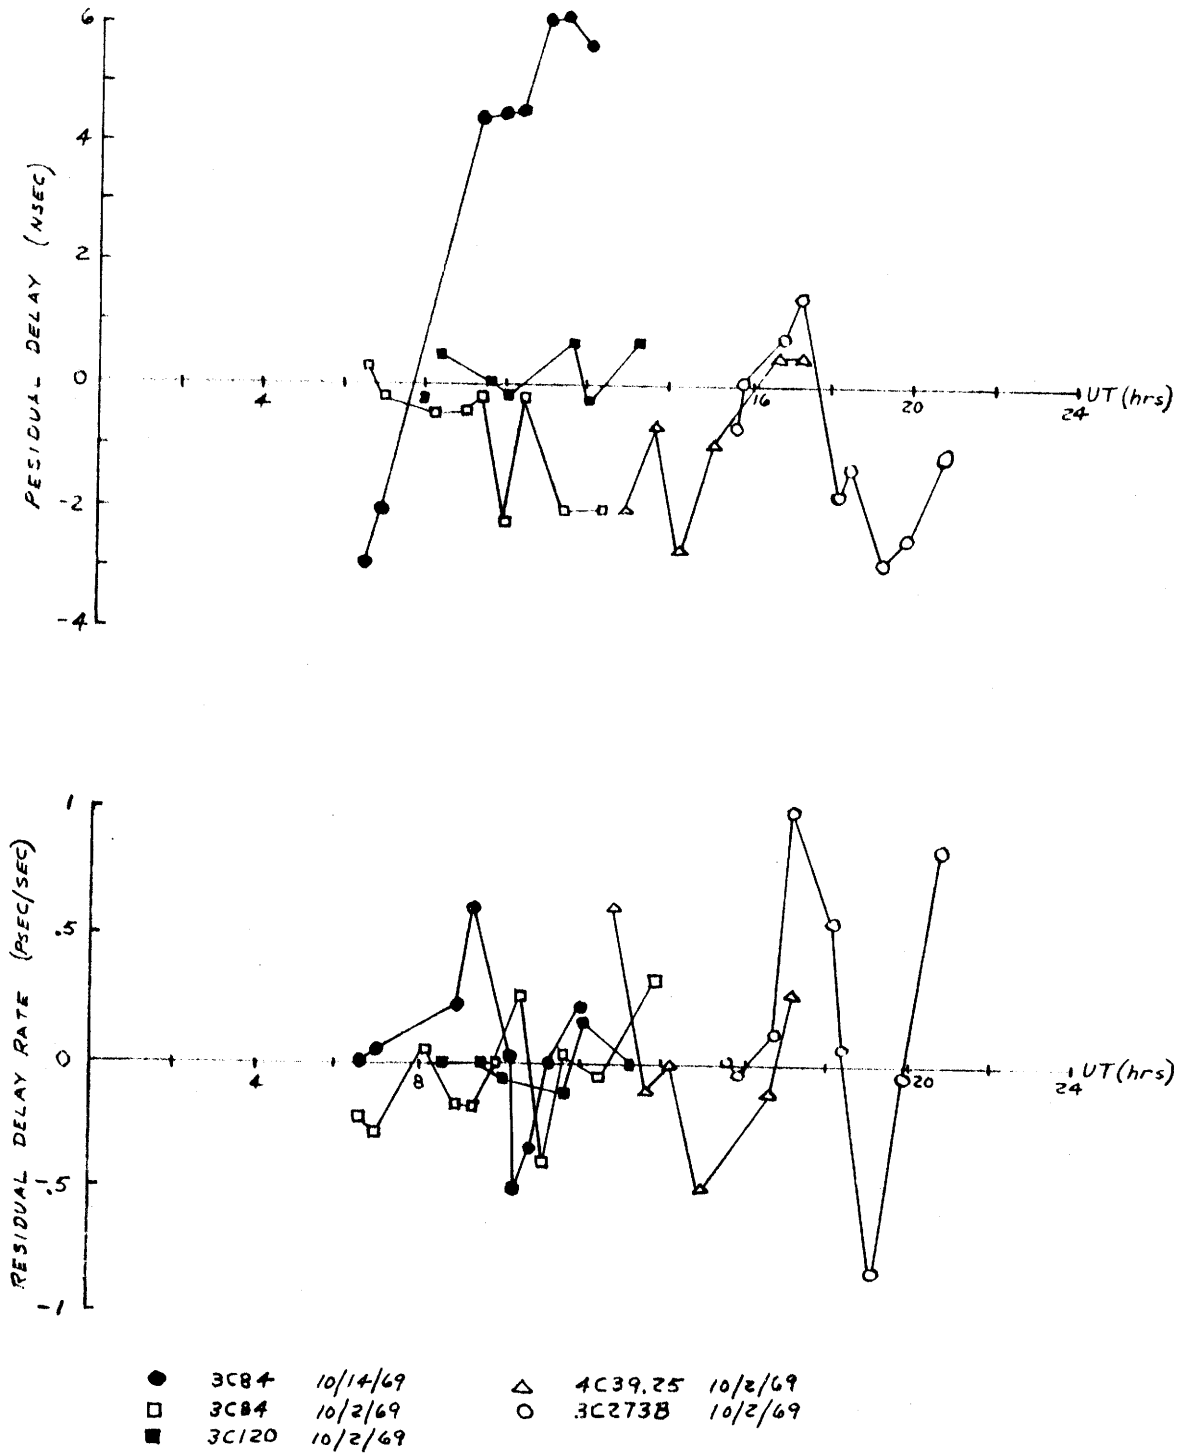 6
4
2
0
-2
-4
PESIDUAL DELAY (NSEC)
4
8
16
20
24
UT (hrs)
1
.5
0
-.5
-1
RESIDUAL DELAY RATE (PSEC/SEC)
4
8
20
24
UT (hrs)
3C84 10/14/69
3C84 10/2/69
3C120 10/2/69
4C39.25 10/2/69
3C273B 10/2/69